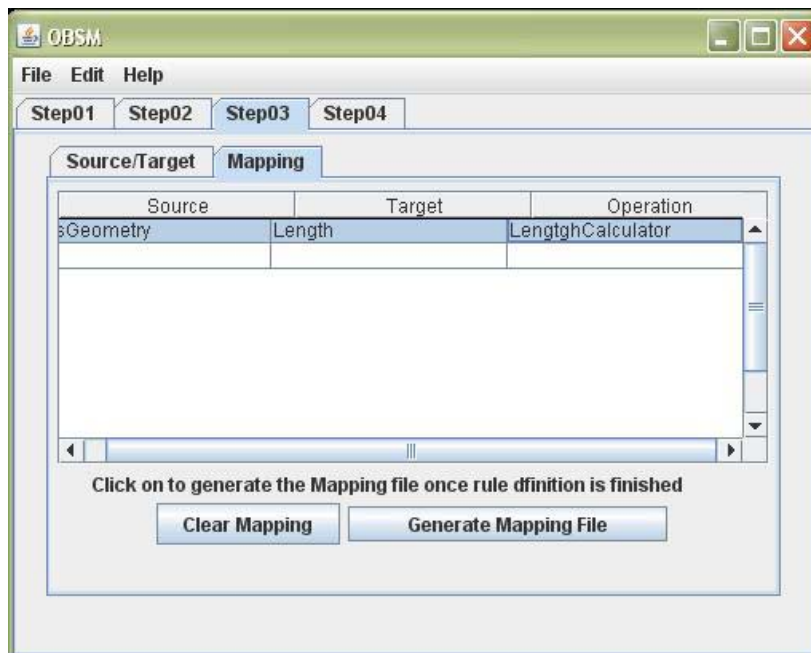 OBSM
File Edit Help
Step01 Step02 Step03 Step04
Source/Target Mapping
Source Target Operation
sGeometry Length LengtghCalculator
Click on to generate the Mapping file once rule dfinition is finished
Clear Mapping Generate Mapping File